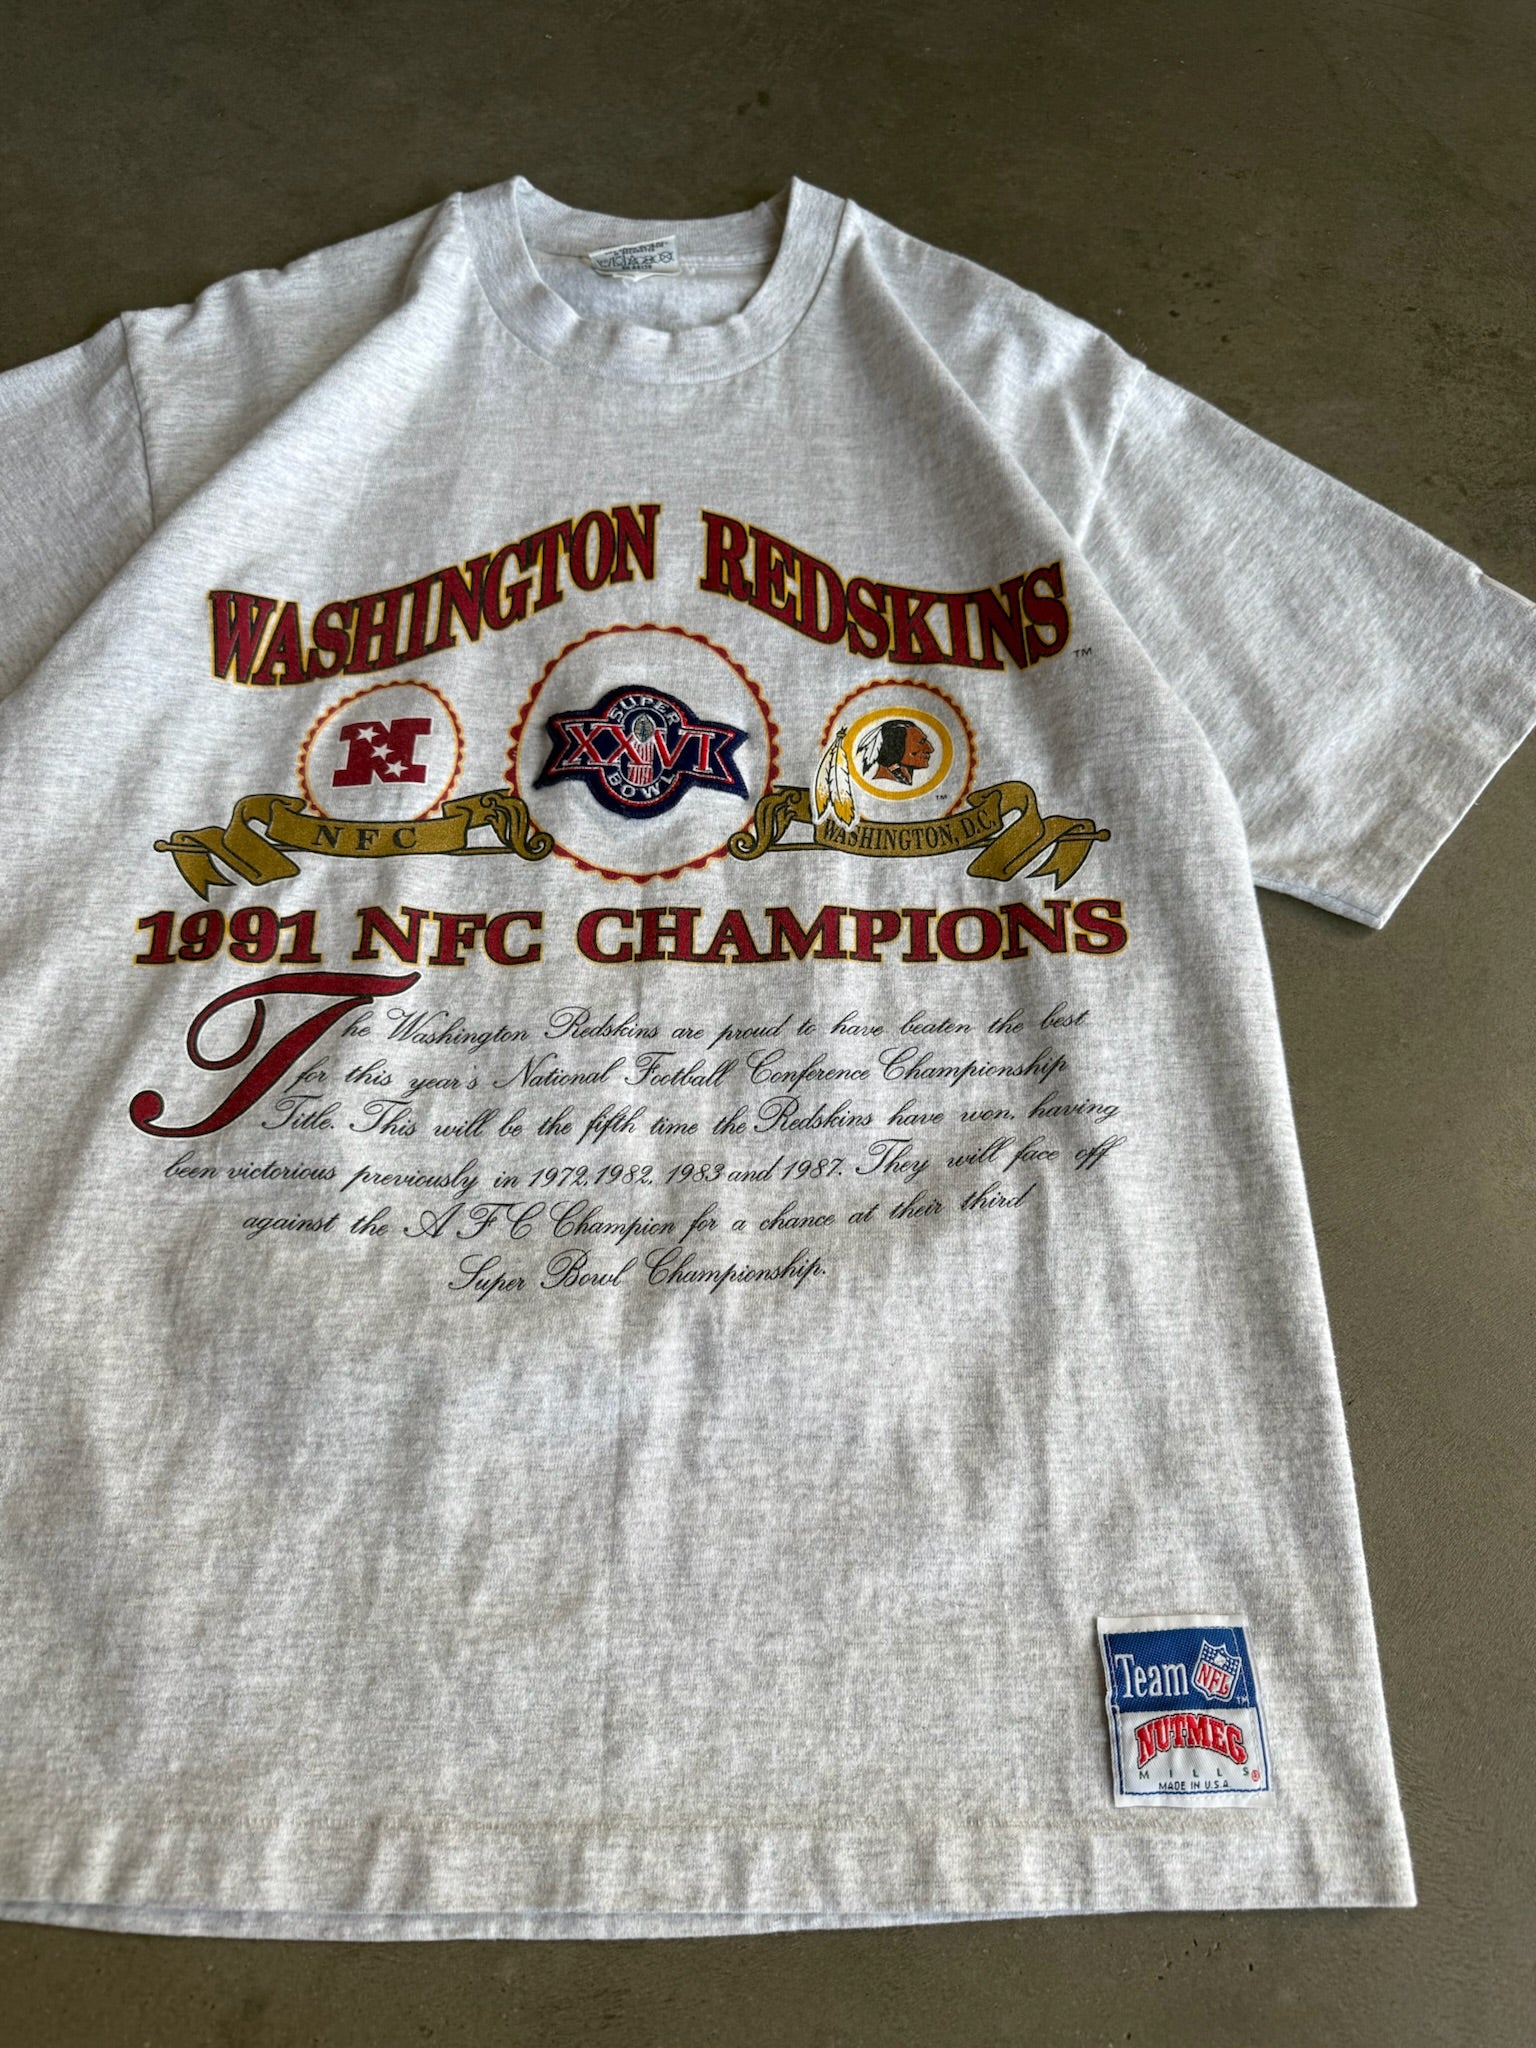 WASHINGTON REDSKINS
TM
N
SUPER
XXVI
BOWL
TM
NFC
WASHINGTON, D.C.
1991 NFC CHAMPIONS
The Washington Redskins are proud to have beaten the best
for this year's National Football Conference Championship
Title. This will be the fifth time the Redskins have won, having
been victorious previously in 1972, 1982, 1983 and 1987. They will face off
against the AFC Champion for a chance at their third
Super Bowl Championship.
Team NFL TM
NUTMEG
MILLS ®
MADE IN U.S.A.